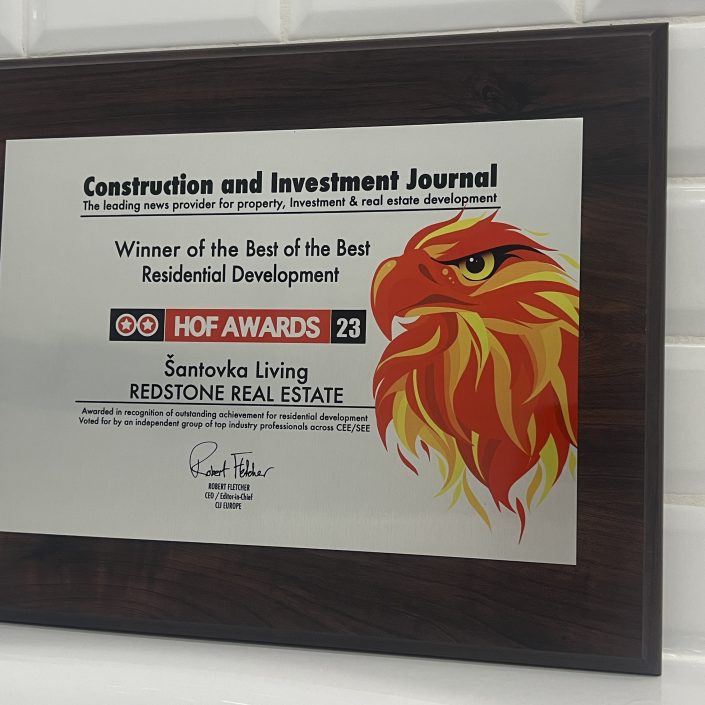 Construction and Investment Journal
The leading news provider for property, Investment & real estate development
Winner of the Best of the Best
Residential Development
HOF AWARDS 23
Šantovka Living
REDSTONE REAL ESTATE
Awarded in recognition of outstanding achievement for residential development
Voted for by an independent group of top industry professionals across CEE/SEE
Robert Fletcher
ROBERT FLETCHER
CEO / Editor-in-Chief
CIJ EUROPE